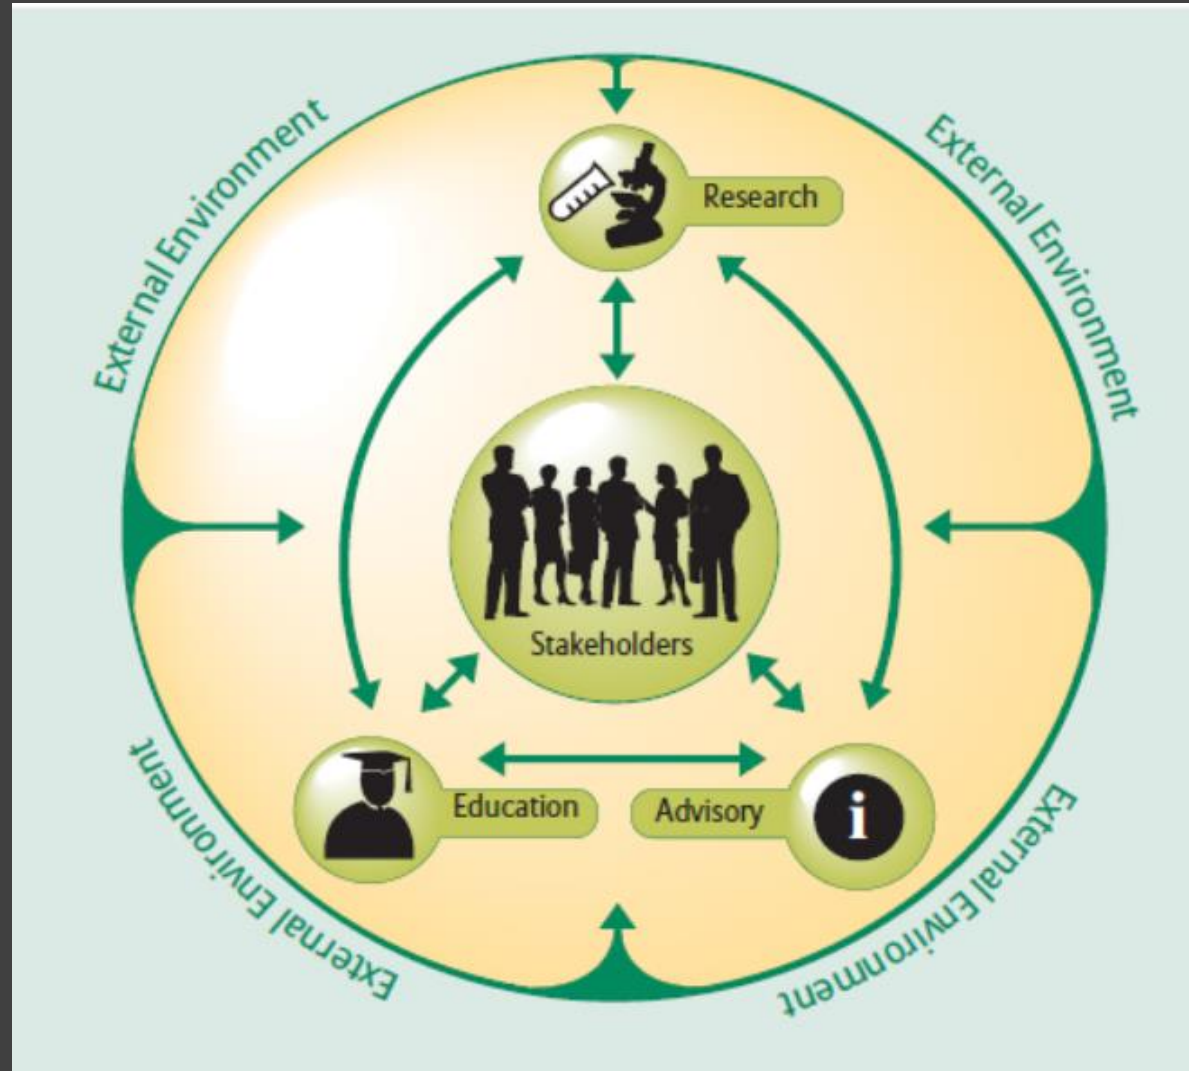 External Environment
External Environment
Research
Stakeholders
Education
Advisory
i
External Environment
External Environment